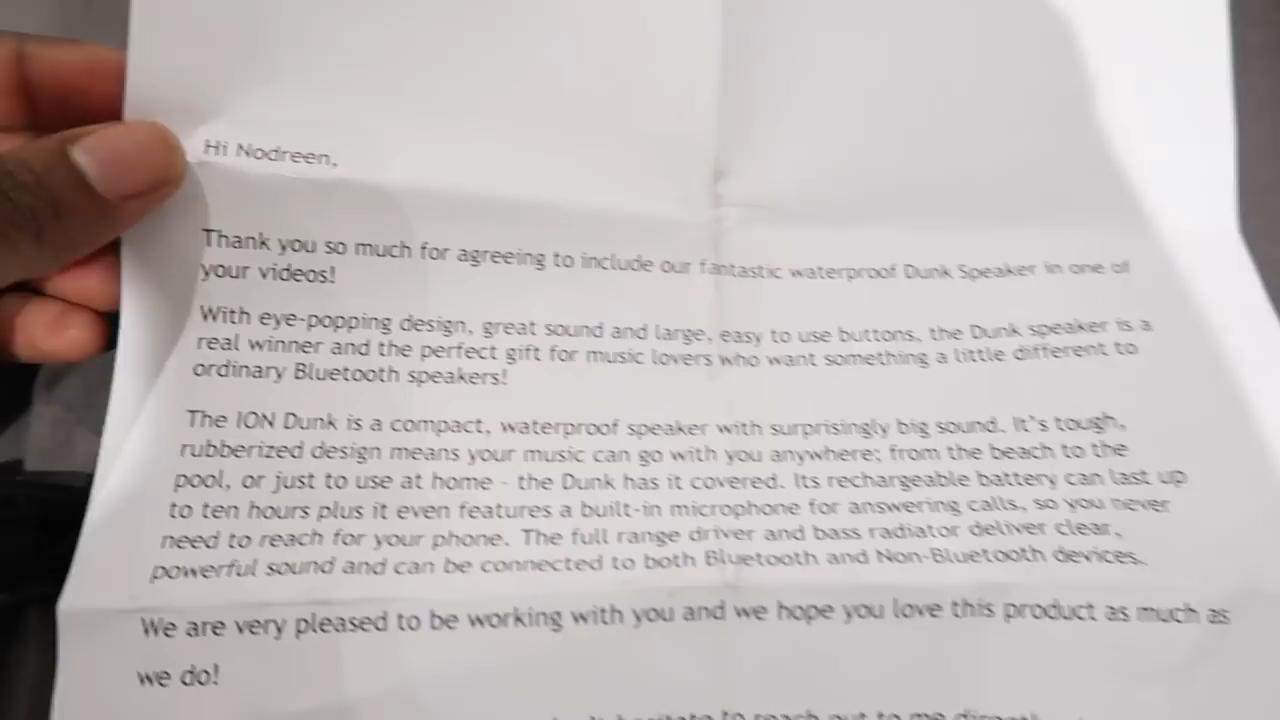 Hi Nodreen,
Thank you so much for agreeing to include our fantastic waterproof Dunk Speaker in one of
your videos!
With eye-popping design, great sound and large, easy to use buttons, the Dunk speaker is a
real winner and the perfect gift for music lovers who want something a little different to
ordinary Bluetooth speakers!
The ION Dunk is a compact, waterproof speaker with surprisingly big sound. It's tough,
rubberized design means your music can go with you anywhere; from the beach to the
pool, or just to use at home - the Dunk has it covered. Its rechargeable battery can last up
to ten hours plus it even features a built-in microphone for answering calls, so you never
need to reach for your phone. The full range driver and bass radiator deliver clear,
powerful sound and can be connected to both Bluetooth and Non-Bluetooth devices.
We are very pleased to be working with you and we hope you love this product as much as
we do!
to reach out to me